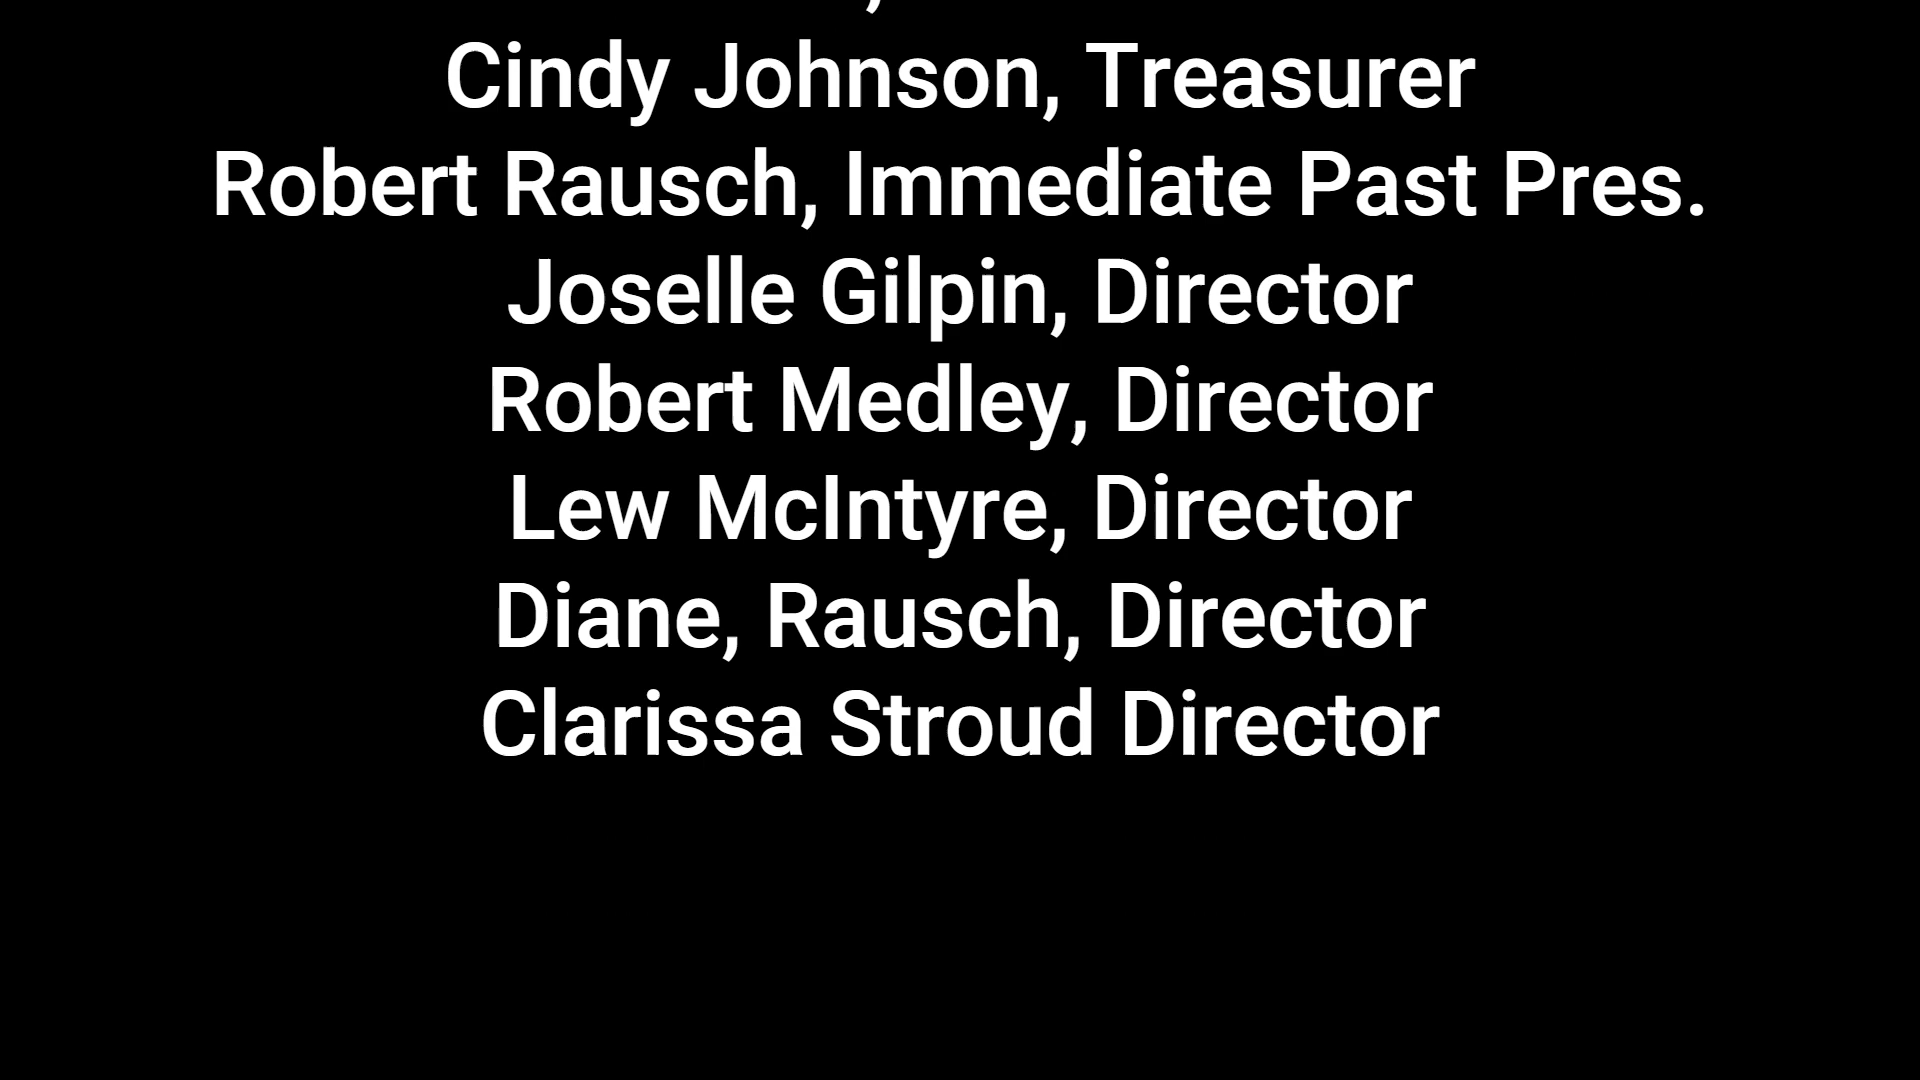 Cindy Johnson, Treasurer
Robert Rausch, Immediate Past Pres.
Joselle Gilpin, Director
Robert Medley, Director
Lew McIntyre, Director
Diane, Rausch, Director
Clarissa Stroud Director